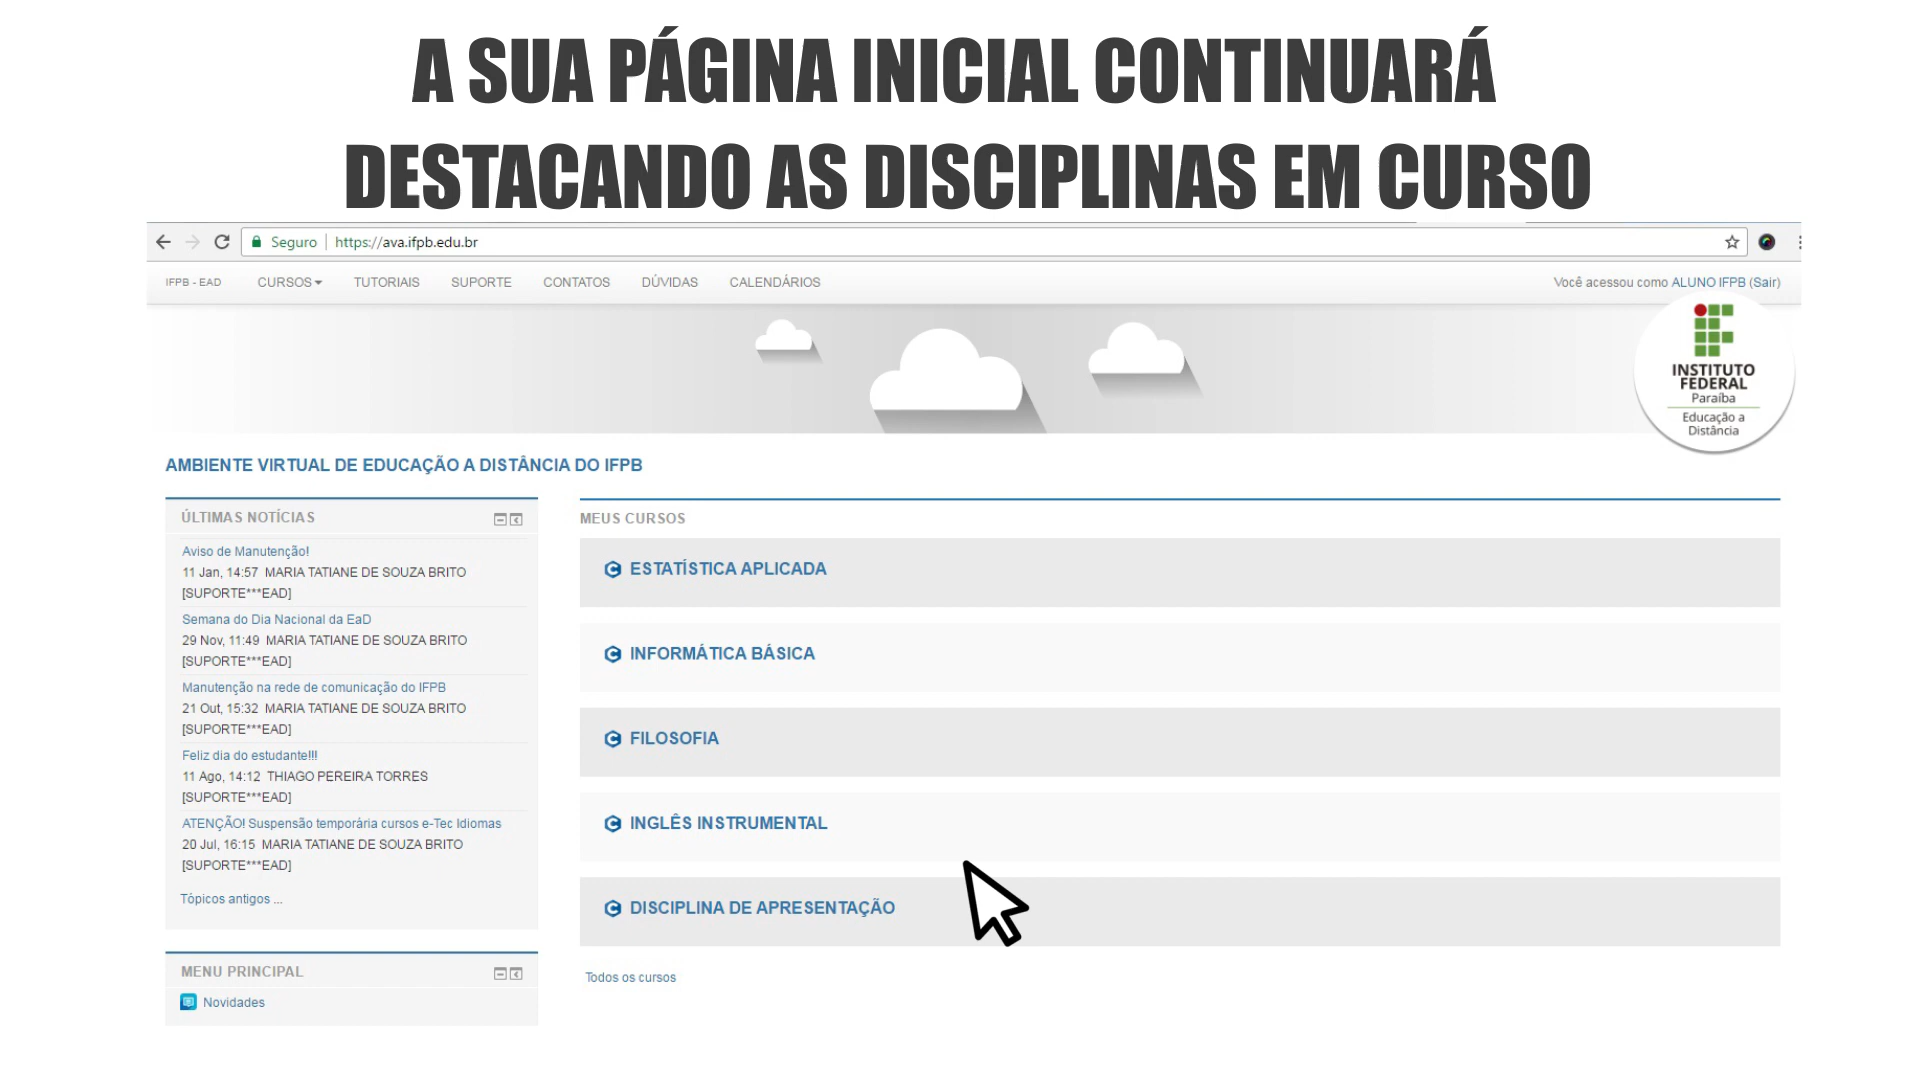 A SUA PÁGINA INICIAL CONTINUARÁ
DESTACANDO AS DISCIPLINAS EM CURSO
Seguro | https://ava.ifpb.edu.br
IFPB - EAD CURSOS TUTORIAIS SUPORTE CONTATOS DÚVIDAS CALENDÁRIOS Você acessou como ALUNO IFPB (Sair)
INSTITUTO
FEDERAL
Paraíba
Educação a
Distância
AMBIENTE VIRTUAL DE EDUCAÇÃO A DISTÂNCIA DO IFPB
ÚLTIMAS NOTÍCIAS
Aviso de Manutenção!
11 Jan, 14:57 MARIA TATIANE DE SOUZA BRITO
[SUPORTE***EAD]
Semana do Dia Nacional da EaD
29 Nov, 11:49 MARIA TATIANE DE SOUZA BRITO
[SUPORTE***EAD]
Manutenção na rede de comunicação do IFPB
21 Out, 15:32 MARIA TATIANE DE SOUZA BRITO
[SUPORTE***EAD]
Feliz dia do estudante!!!
11 Ago, 14:12 THIAGO PEREIRA TORRES
[SUPORTE***EAD]
ATENÇÃO! Suspensão temporária cursos e-Tec Idiomas
20 Jul, 16:15 MARIA TATIANE DE SOUZA BRITO
[SUPORTE***EAD]
Tópicos antigos ...
MENU PRINCIPAL
Novidades
MEUS CURSOS
ESTATÍSTICA APLICADA
INFORMÁTICA BÁSICA
FILOSOFIA
INGLÊS INSTRUMENTAL
DISCIPLINA DE APRESENTAÇÃO
Todos os cursos